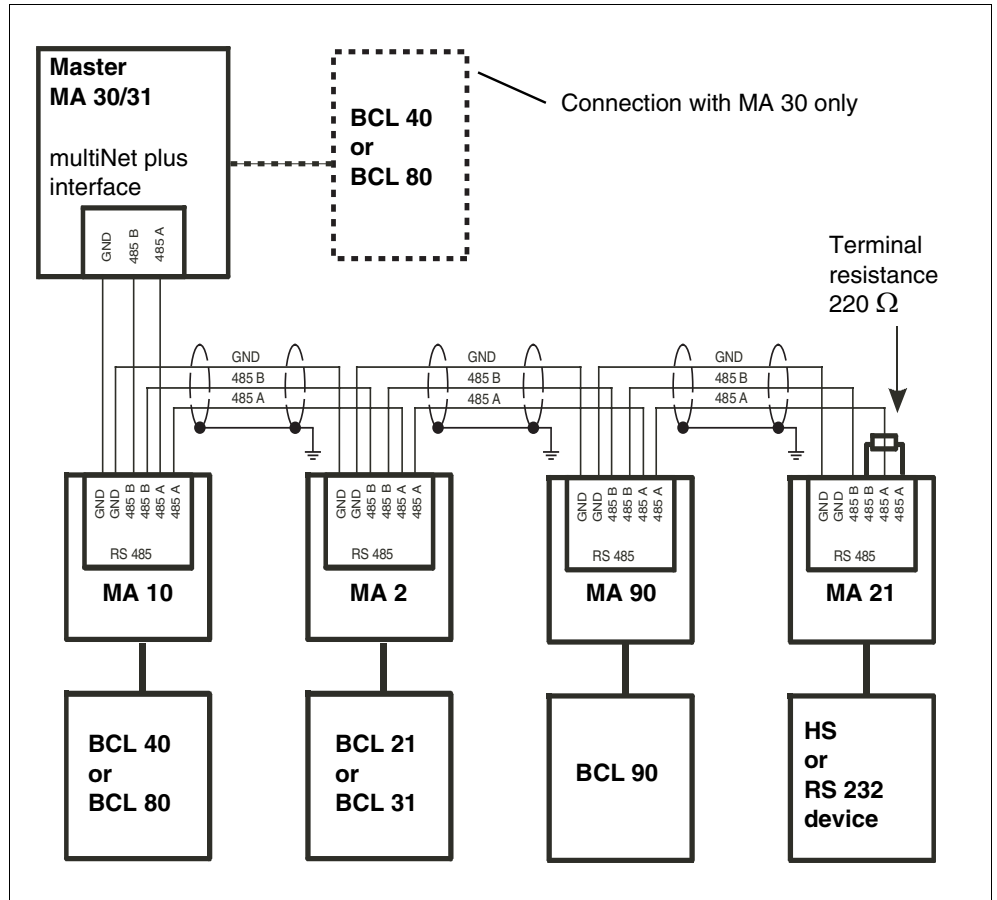 Master
MA 30/31
multiNet plus
interface
GND
485 B
485 A
BCL 40
or
BCL 80
Connection with MA 30 only
Terminal
resistance
220 Ω
GND
485 B
485 A
GND
485 B
485 A
GND
485 B
485 A
GND
GND
485 B
485 B
485 A
485 A
RS 485
MA 10
GND
GND
485 B
485 B
485 A
485 A
RS 485
MA 2
GND
GND
485 B
485 B
485 A
485 A
RS 485
MA 90
GND
GND
485 B
485 B
485 A
485 A
RS 485
MA 21
BCL 40
or
BCL 80
BCL 21
or
BCL 31
BCL 90
HS
or
RS 232
device